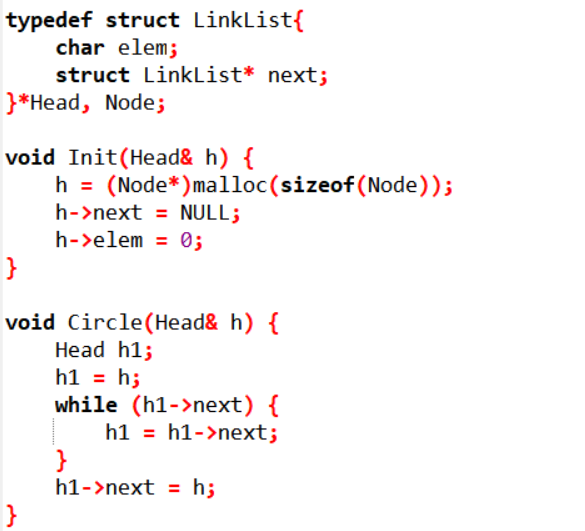 typedef struct LinkList{
    char elem;
    struct LinkList* next;
}*Head, Node;

void Init(Head& h) {
    h = (Node*)malloc(sizeof(Node));
    h->next = NULL;
    h->elem = 0;
}

void Circle(Head& h) {
    Head h1;
    h1 = h;
    while (h1->next) {
        h1 = h1->next;
    }
    h1->next = h;
}